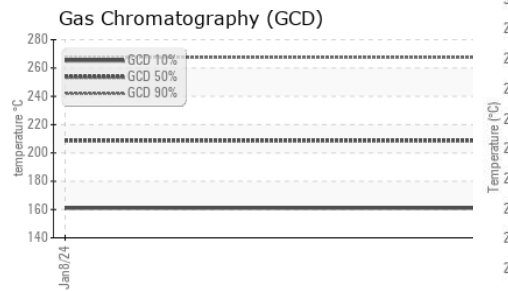 Gas Chromatography (GCD)
280
260
240
220
200
180
160
140
temperature °C
GCD 10%
GCD 50%
GCD 90%
Jan8/24
Temperature (°C)